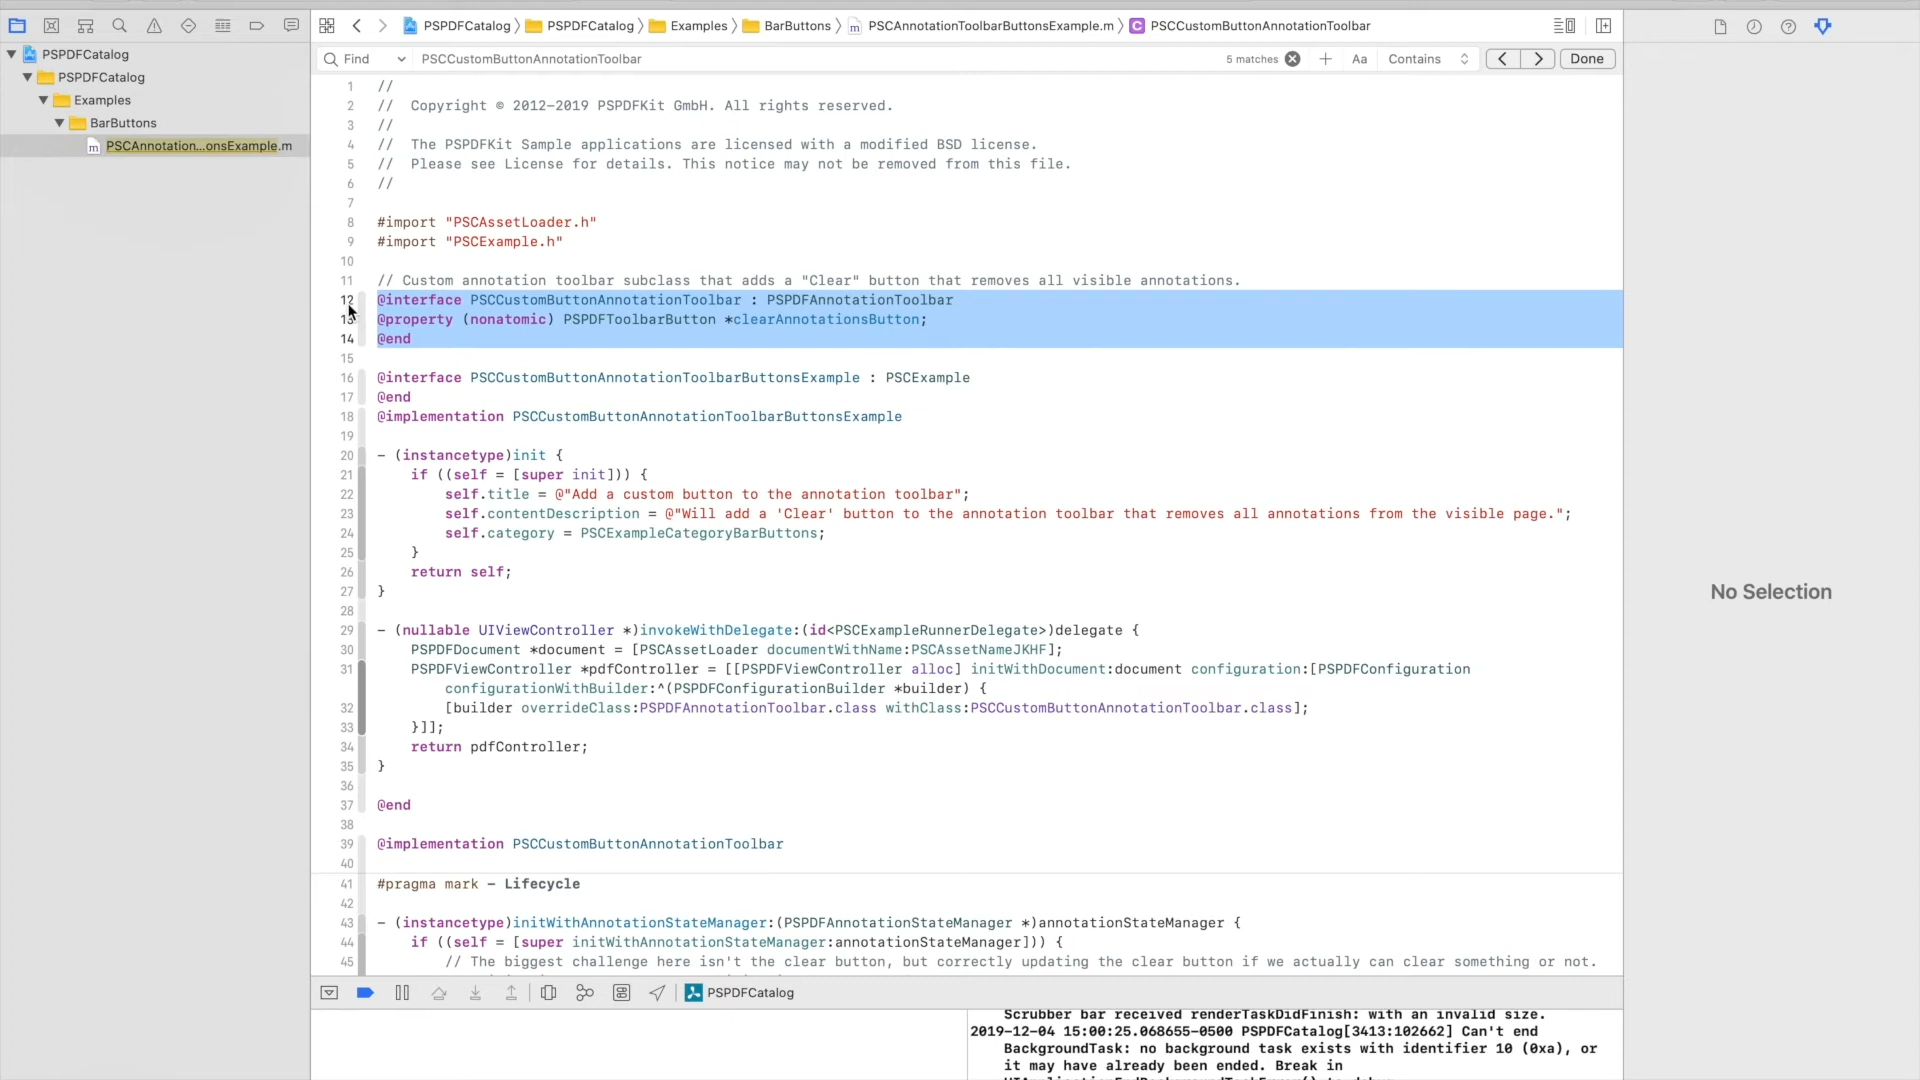 PSPDFCatalog
PSPDFCatalog
Examples
BarButtons
PSCAnnotation...onsExample.m
PSPDFCatalog
PSPDFCatalog
Examples
BarButtons
m PSCAnnotationToolbarButtonsExample.m
C PSCCustomButtonAnnotationToolbar
Find PSCCustomButtonAnnotationToolbar 5 matches Aa Contains Done
1 //
2 //  Copyright © 2012–2019 PSPDFKit GmbH. All rights reserved.
3 //
4 //  The PSPDFKit Sample applications are licensed with a modified BSD license.
5 //  Please see License for details. This notice may not be removed from this file.
6 //
7
8 #import "PSCAssetLoader.h"
9 #import "PSCExample.h"
10
11 // Custom annotation toolbar subclass that adds a "Clear" button that removes all visible annotations.
12 @interface PSCCustomButtonAnnotationToolbar : PSPDFAnnotationToolbar
13 @property (nonatomic) PSPDFToolbarButton *clearAnnotationsButton;
14 @end
15
16 @interface PSCCustomButtonAnnotationToolbarButtonsExample : PSCExample
17 @end
18 @implementation PSCCustomButtonAnnotationToolbarButtonsExample
19
20 - (instancetype)init {
21     if ((self = [super init])) {
22         self.title = @"Add a custom button to the annotation toolbar";
23         self.contentDescription = @"Will add a 'Clear' button to the annotation toolbar that removes all annotations from the visible page.";
24         self.category = PSCExampleCategoryBarButtons;
25     }
26     return self;
27 }
28
29 - (nullable UIViewController *)invokeWithDelegate:(id<PSCExampleRunnerDelegate>)delegate {
30     PSPDFDocument *document = [PSCAssetLoader documentWithName:PSCAssetNameJKHF];
31     PSPDFViewController *pdfController = [[PSPDFViewController alloc] initWithDocument:document configuration:[PSPDFConfiguration
        configurationWithBuilder:^(PSPDFConfigurationBuilder *builder) {
32         [builder overrideClass:PSPDFAnnotationToolbar.class withClass:PSCCustomButtonAnnotationToolbar.class];
33     }]];
34     return pdfController;
35 }
36
37 @end
38
39 @implementation PSCCustomButtonAnnotationToolbar
40
41 #pragma mark - Lifecycle
42
43 - (instancetype)initWithAnnotationStateManager:(PSPDFAnnotationStateManager *)annotationStateManager {
44     if ((self = [super initWithAnnotationStateManager:annotationStateManager])) {
45         // The biggest challenge here isn't the clear button, but correctly updating the clear button if we actually can clear something or not.
No Selection
PSPDFCatalog
Scrubber bar received renderTaskDidFinish: with an invalid size.
2019-12-04 15:00:25.068655-0500 PSPDFCatalog[3413:102662] Can't end
BackgroundTask: no background task exists with identifier 10 (0xa), or
it may have already been ended. Break in